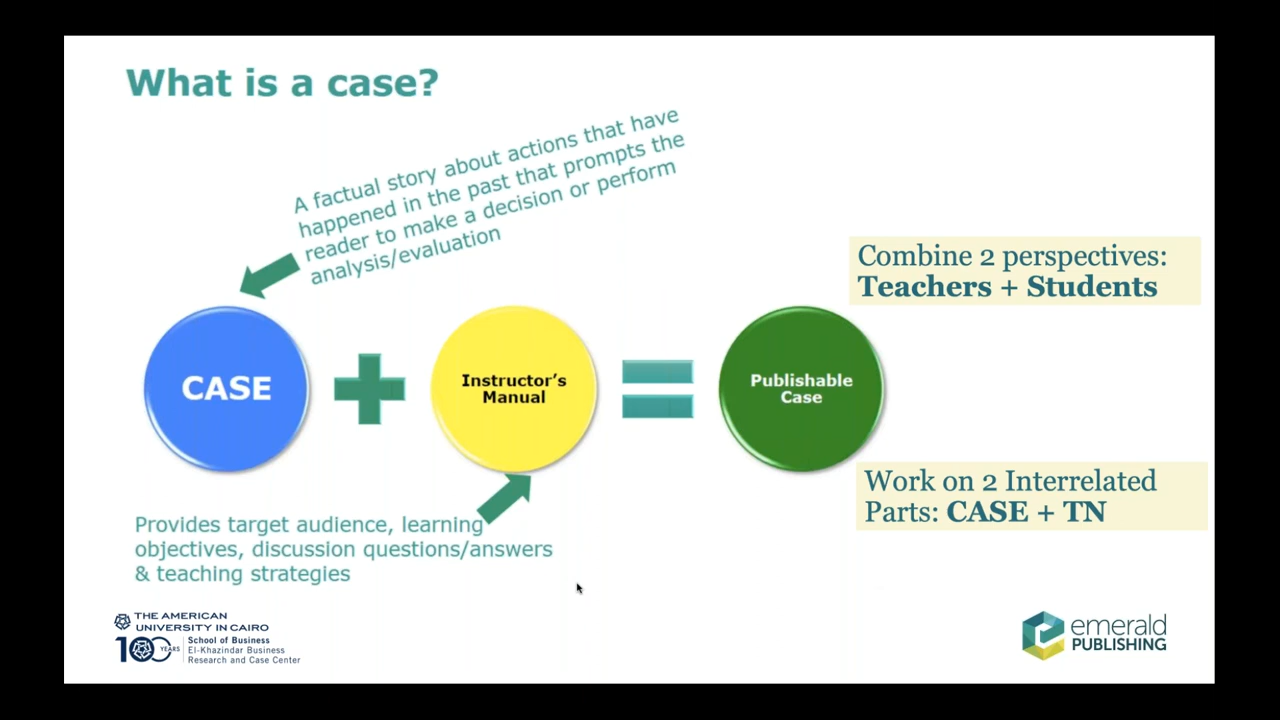 What is a case?
A factual story about actions that have
happened in the past that prompts the
reader to make a decision or perform
analysis/evaluation
Combine 2 perspectives:
Teachers + Students
CASE
Instructor's
Manual
Publishable
Case
Work on 2 Interrelated
Parts: CASE + TN
Provides target audience, learning
objectives, discussion questions/answers
& teaching strategies
THE AMERICAN
UNIVERSITY IN CAIRO
100 YEARS
School of Business
El-Khazindar Business
Research and Case Center
emerald
PUBLISHING